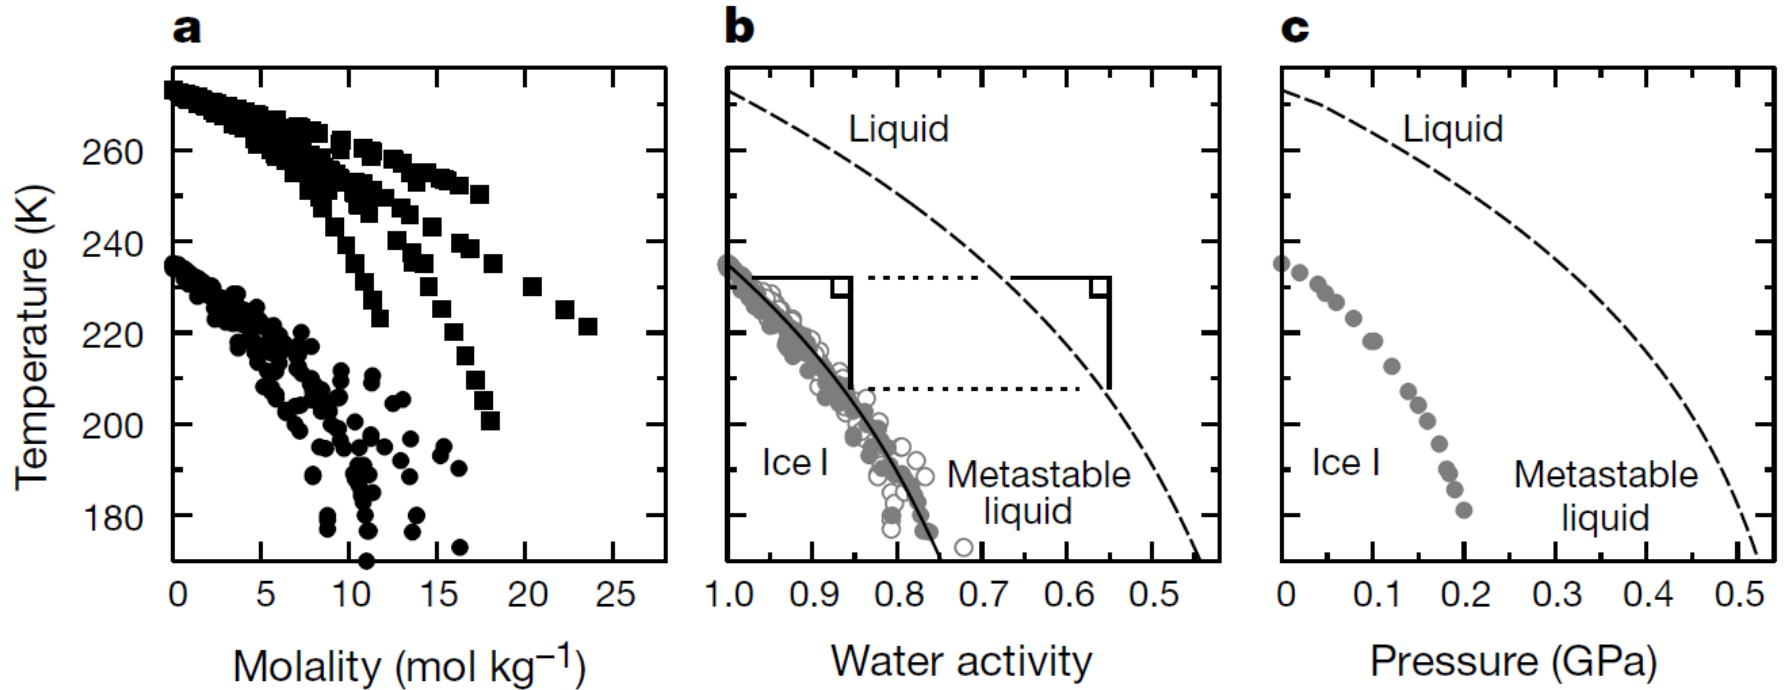 a
b
c
Temperature (K)
260
240
220
200
180
0 5 10 15 20 25
Molality (mol kg⁻¹)
Liquid
Ice I
Metastable
liquid
1.0 0.9 0.8 0.7 0.6 0.5
Water activity
Liquid
Ice I
Metastable
liquid
0 0.1 0.2 0.3 0.4 0.5
Pressure (GPa)